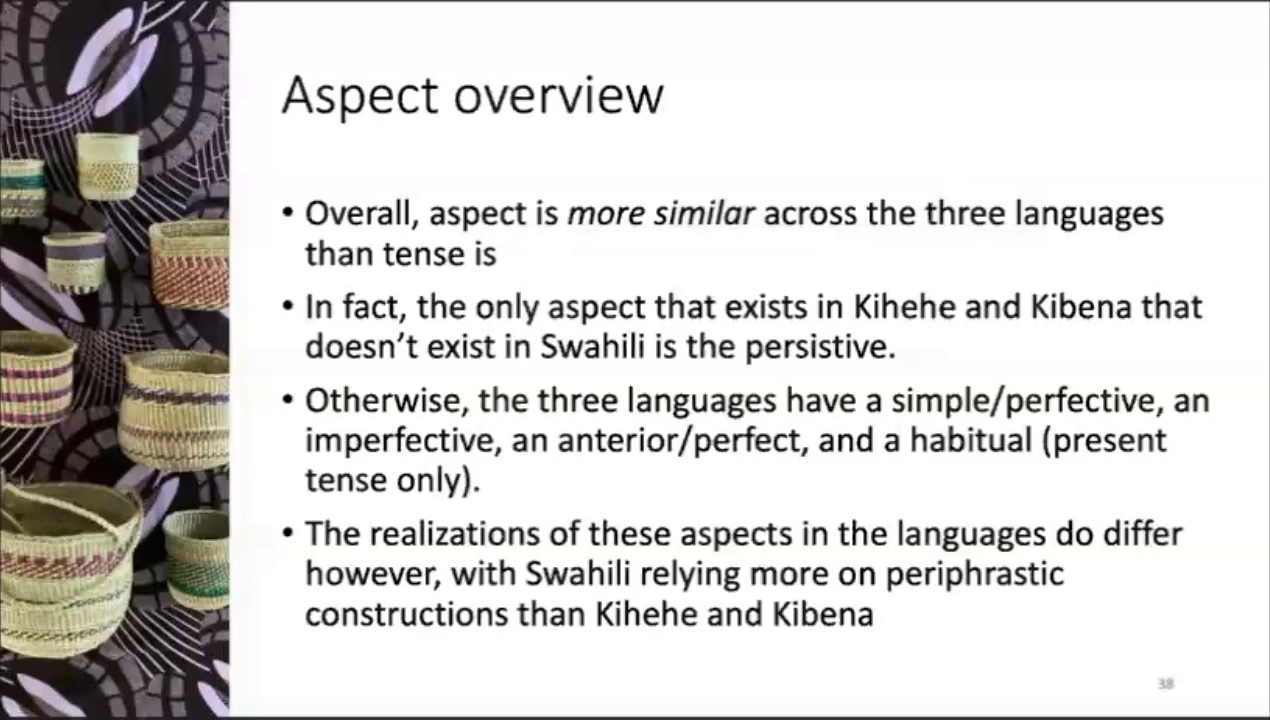 Aspect overview
• Overall, aspect is more similar across the three languages
than tense is
• In fact, the only aspect that exists in Kihehe and Kibena that
doesn’t exist in Swahili is the persistive.
• Otherwise, the three languages have a simple/perfective, an
imperfective, an anterior/perfect, and a habitual (present
tense only).
• The realizations of these aspects in the languages do differ
however, with Swahili relying more on periphrastic
constructions than Kihehe and Kibena
38